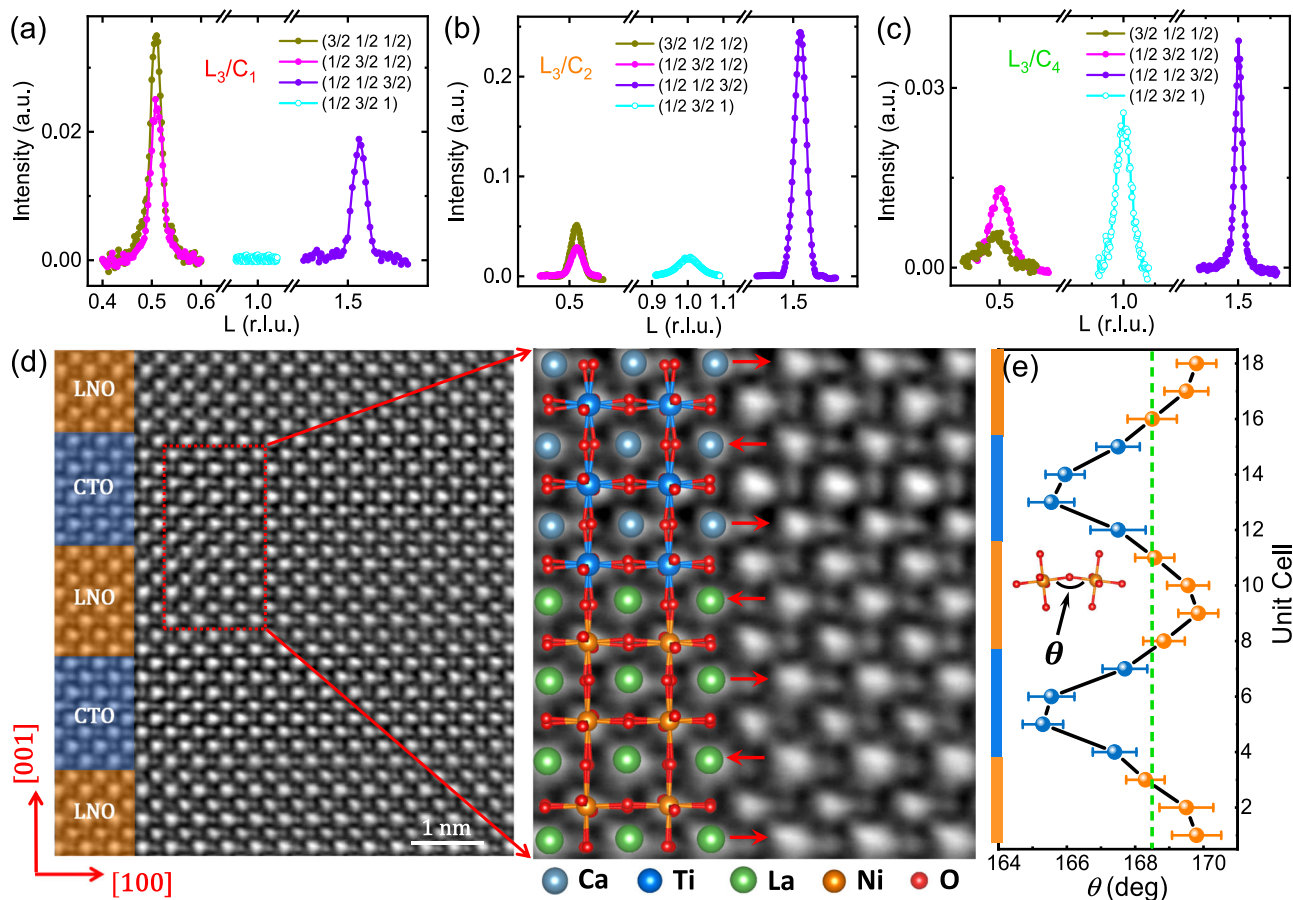 (a)
L3/C1
(3/2 1/2 1/2)
(1/2 3/2 1/2)
(1/2 1/2 3/2)
(1/2 3/2 1)
Intensity (a.u.)
0.02
0.00
0.4 0.5 0.6 1.0 1.5
L (r.l.u.)
(b)
L3/C2
(3/2 1/2 1/2)
(1/2 3/2 1/2)
(1/2 1/2 3/2)
(1/2 3/2 1)
Intensity (a.u.)
0.2
0.1
0.0
0.5 0.9 1.0 1.1 1.5
L (r.l.u.)
(c)
L3/C4
(3/2 1/2 1/2)
(1/2 3/2 1/2)
(1/2 1/2 3/2)
(1/2 3/2 1)
Intensity (a.u.)
0.03
0.00
0.5 1.0 1.5
L (r.l.u.)
(d)
LNO
CTO
LNO
CTO
LNO
[001]
[100]
1 nm
Ca Ti La Ni O
(e)
18
16
14
12
10
8
6
4
2
Unit Cell
θ
164 166 168 170
θ (deg)